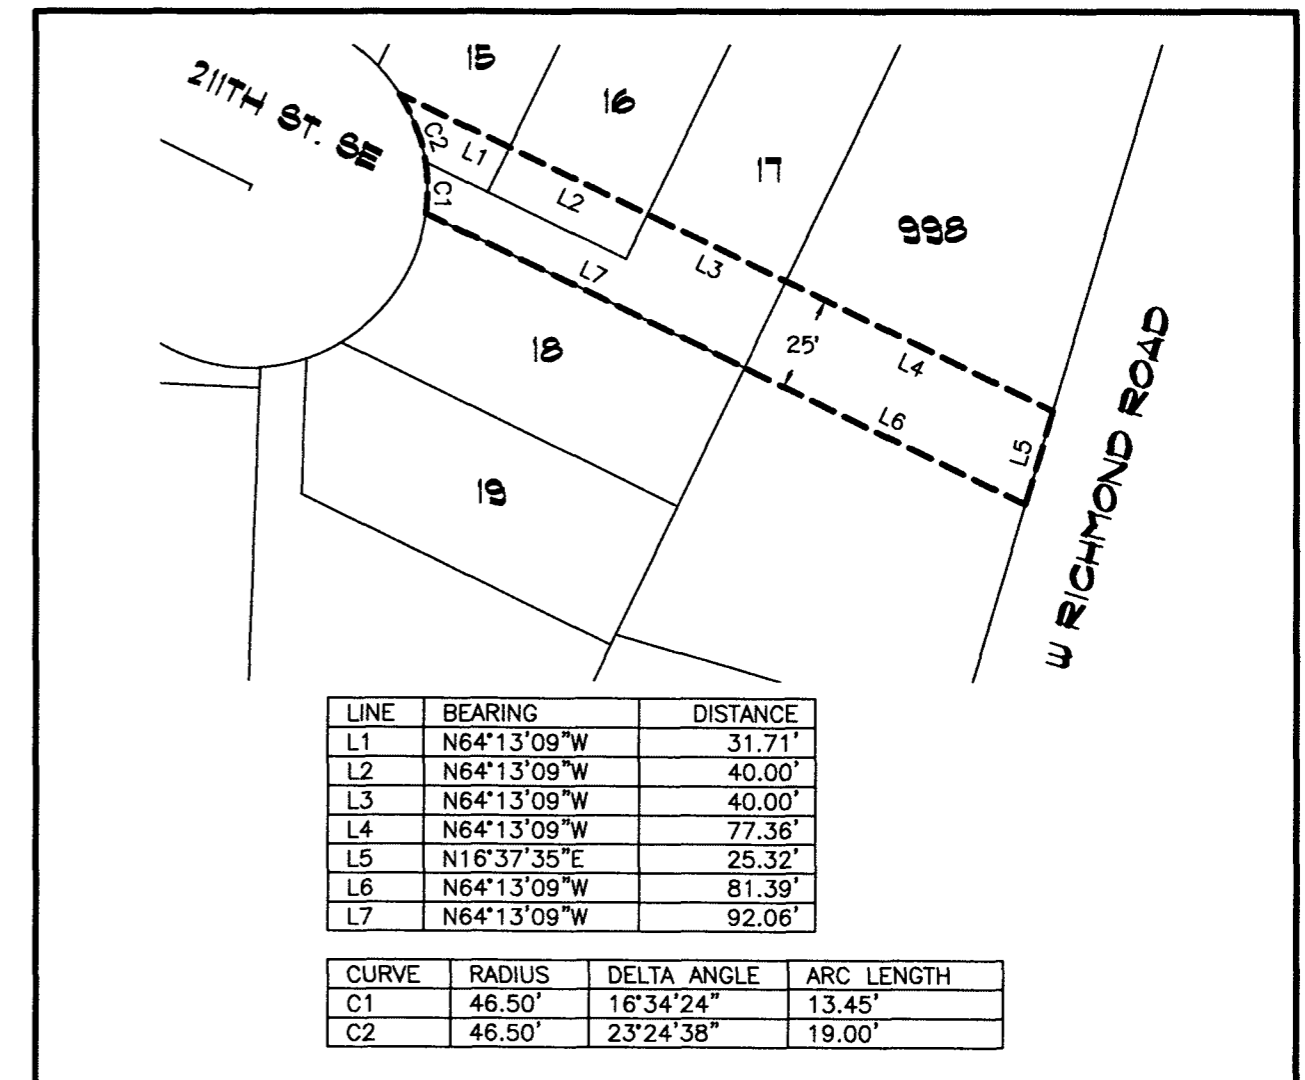 15
16
211TH ST. SE
C2
L1
17
C1
L2
998
L3
L7
25'
18
L4
L6
L5
19
W RICHMOND ROAD
LINE BEARING DISTANCE
L1 N64°13'09"W 31.71'
L2 N64°13'09"W 40.00'
L3 N64°13'09"W 40.00'
L4 N64°13'09"W 77.36'
L5 N16°37'35"E 25.32'
L6 N64°13'09"W 81.39'
L7 N64°13'09"W 92.06'
CURVE RADIUS DELTA ANGLE ARC LENGTH
C1 46.50' 16°34'24" 13.45'
C2 46.50' 23°24'38" 19.00'